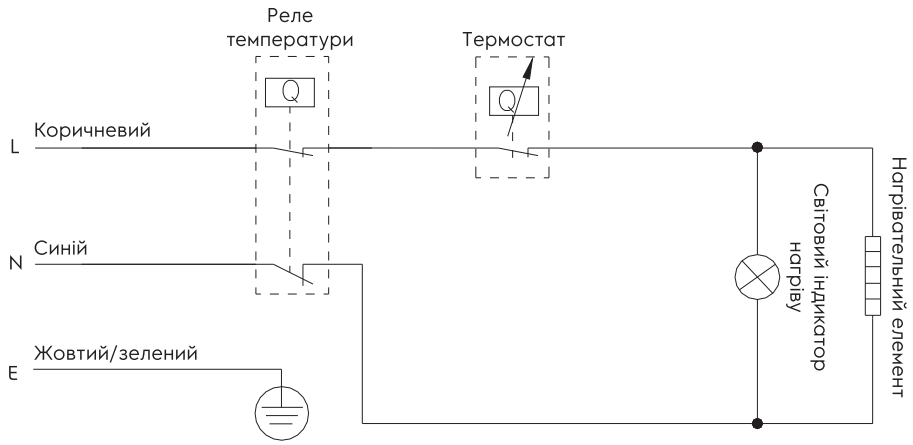 Реле
температури
Термостат
Q
Q
L
Коричневий
N
Синій
E
Жовтий/зелений
Світовий індикатор
нагріву
Нагрівательний елемент